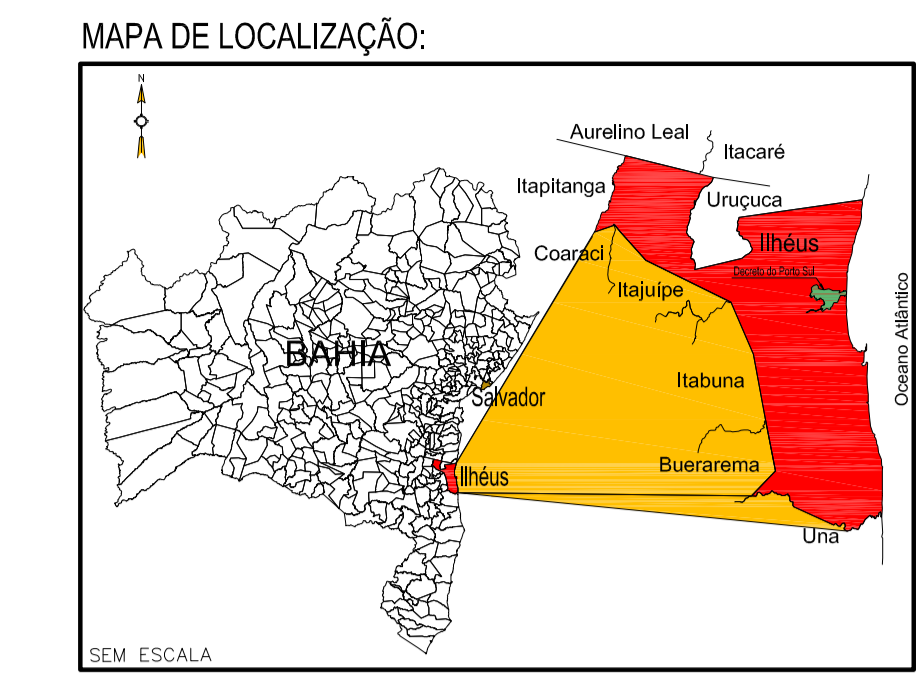 MAPA DE LOCALIZAÇÃO:
N
Aurelino Leal
Itacaré
Itapitanga
Uruçuca
Ilhéus
Coaraci
Decreto do Porto Sul
Itajuípe
Oceano Atlântico
BAHIA
Itabuna
Salvador
Buerarema
Ilhéus
Una
SEM ESCALA